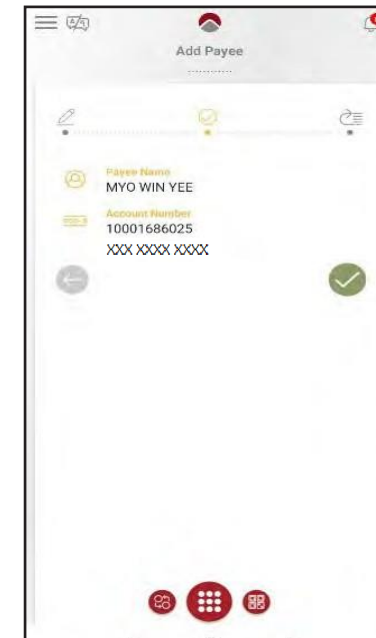 Add Payee
Payee Name
MYO WIN YEE
Account Number
10001686025
XXX XXXX XXXX